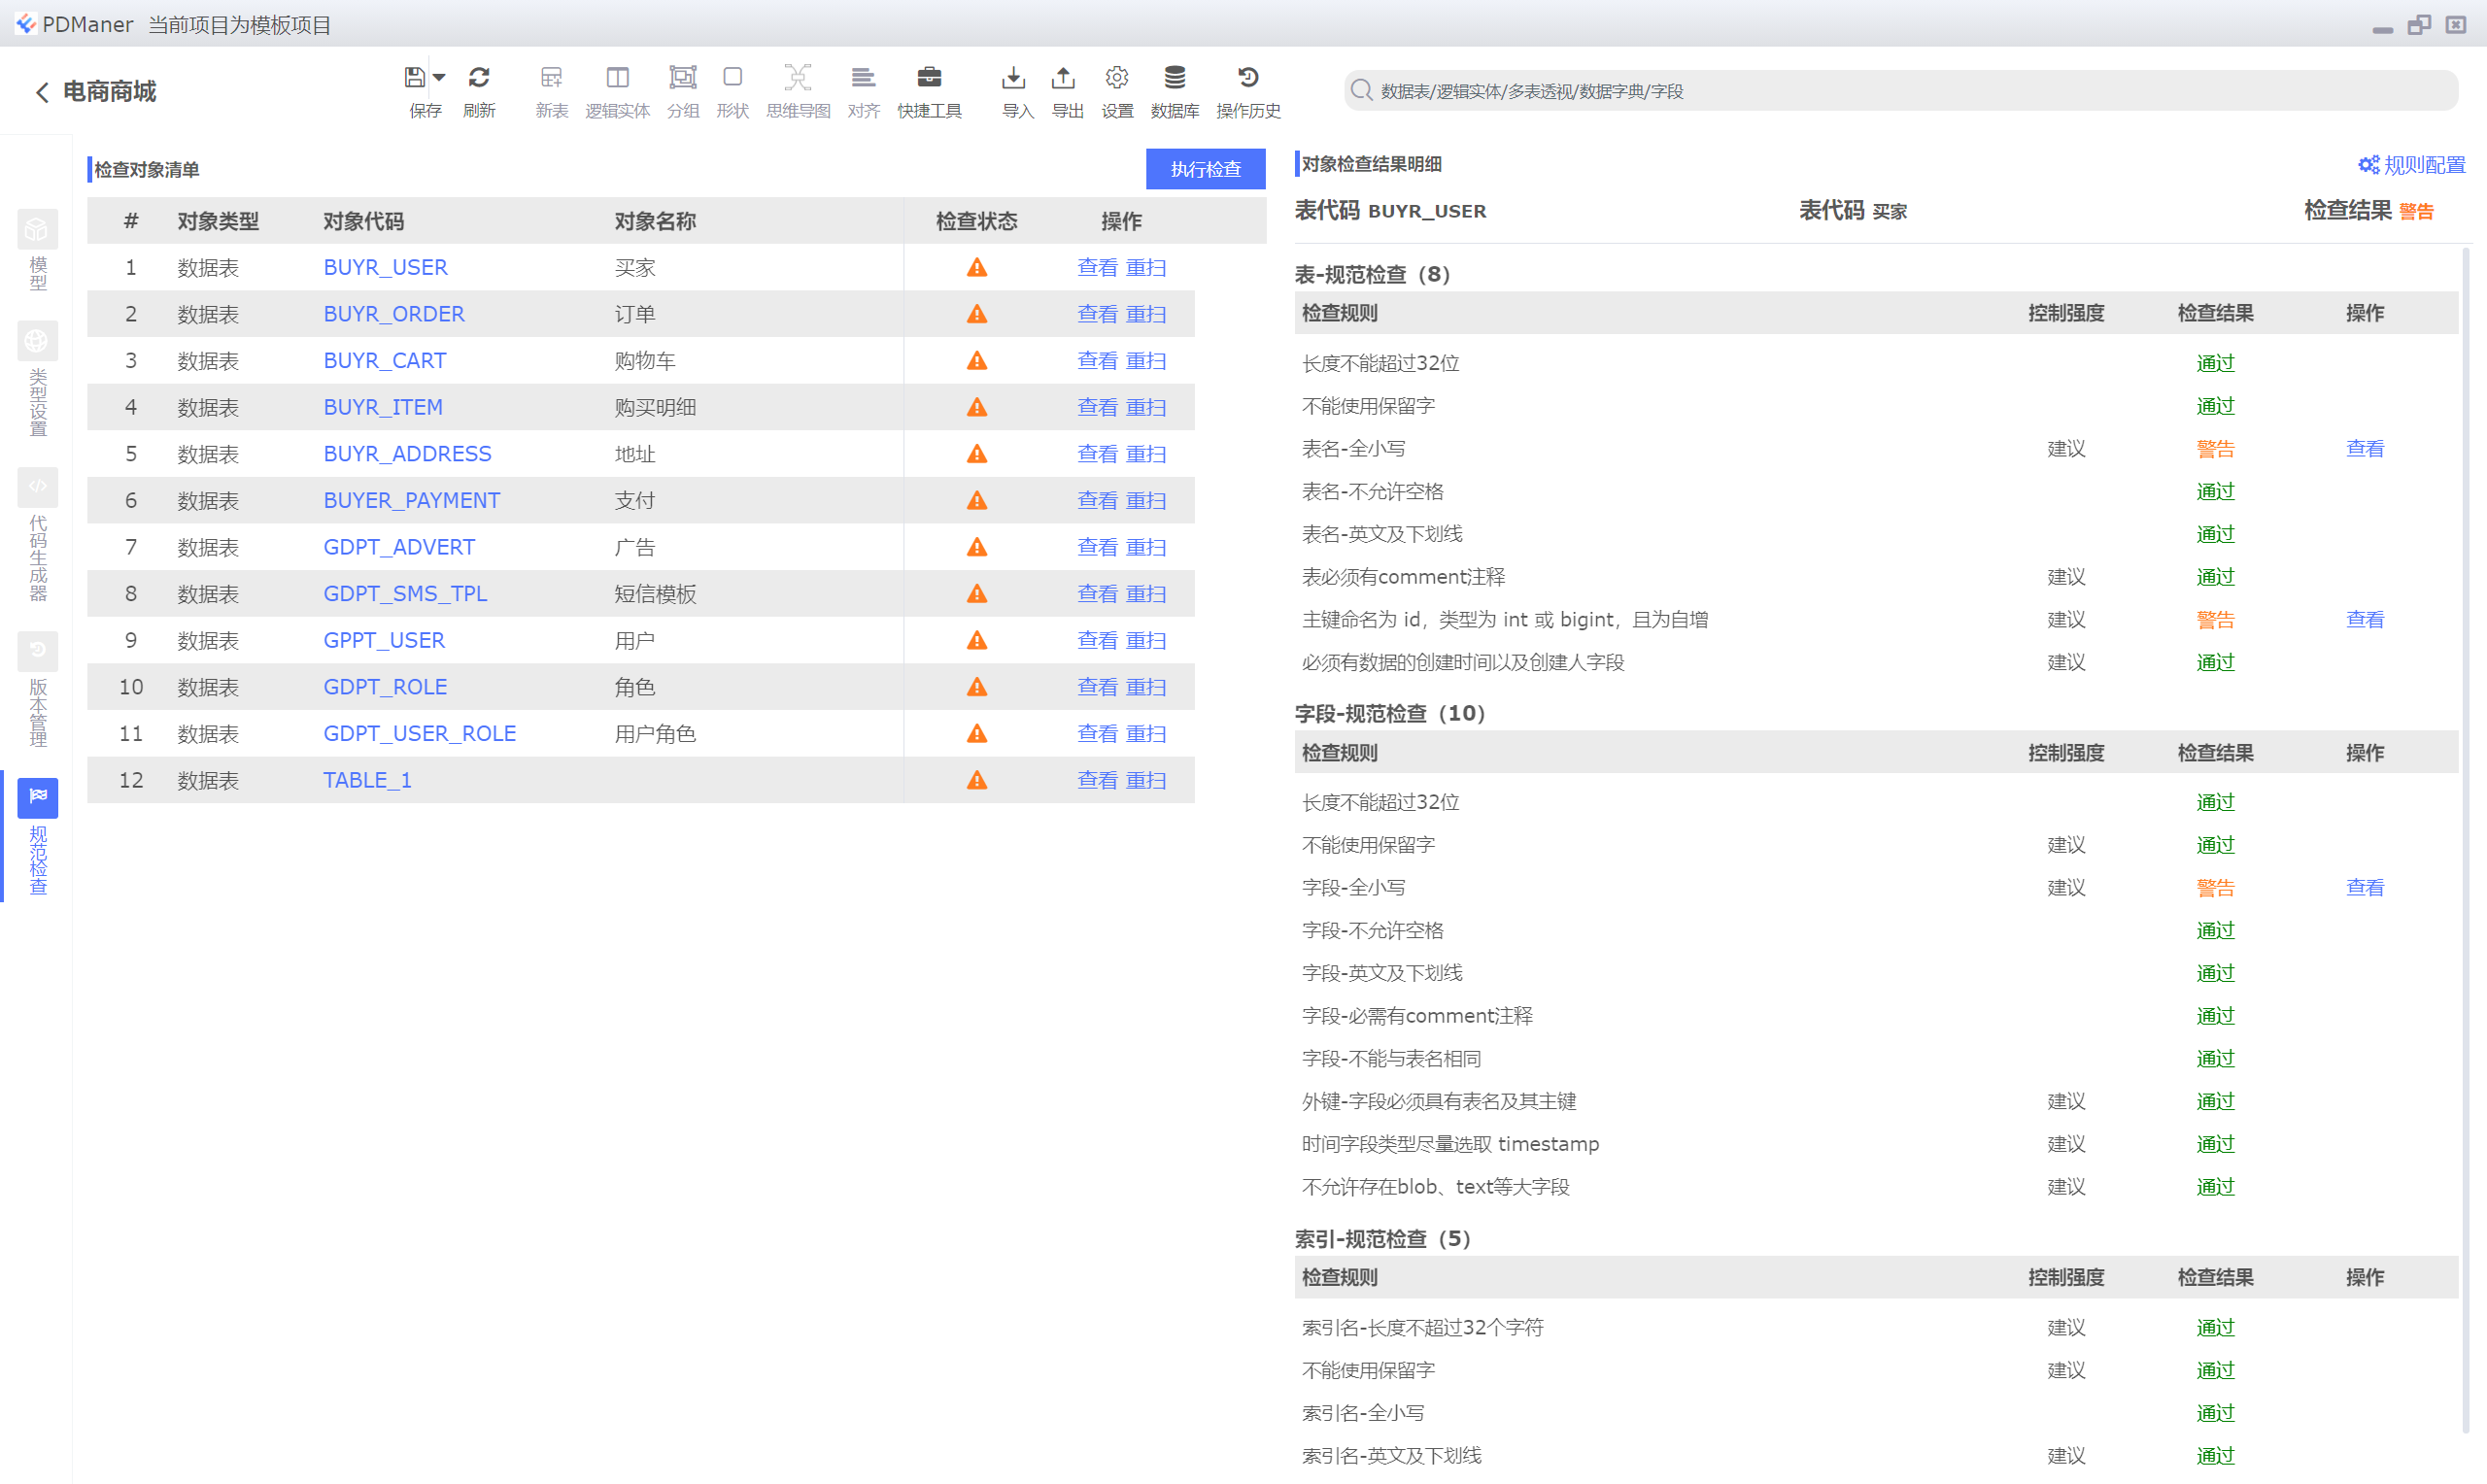 PDManer 当前项目为模板项目
电商商城
保存 刷新 新表 逻辑实体 分组 形状 思维导图 对齐 快捷工具 导入 导出 设置 数据库 操作历史
数据表/逻辑实体/多表透视/数据字典/字段
模型
类型设置
代码生成器
版本管理
规范检查
检查对象清单 执行检查
# 对象类型 对象代码 对象名称 检查状态 操作
1 数据表 BUYR_USER 买家 查看 重扫
2 数据表 BUYR_ORDER 订单 查看 重扫
3 数据表 BUYR_CART 购物车 查看 重扫
4 数据表 BUYR_ITEM 购买明细 查看 重扫
5 数据表 BUYR_ADDRESS 地址 查看 重扫
6 数据表 BUYER_PAYMENT 支付 查看 重扫
7 数据表 GDPT_ADVERT 广告 查看 重扫
8 数据表 GDPT_SMS_TPL 短信模板 查看 重扫
9 数据表 GPPT_USER 用户 查看 重扫
10 数据表 GDPT_ROLE 角色 查看 重扫
11 数据表 GDPT_USER_ROLE 用户角色 查看 重扫
12 数据表 TABLE_1 查看 重扫
对象检查结果明细 规则配置
表代码 BUYR_USER 表代码 买家 检查结果 警告
表-规范检查（8）
检查规则 控制强度 检查结果 操作
长度不能超过32位 通过
不能使用保留字 通过
表名-全小写 建议 警告 查看
表名-不允许空格 通过
表名-英文及下划线 通过
表必须有comment注释 建议 通过
主键命名为 id，类型为 int 或 bigint，且为自增 建议 警告 查看
必须有数据的创建时间以及创建人字段 建议 通过
字段-规范检查（10）
检查规则 控制强度 检查结果 操作
长度不能超过32位 通过
不能使用保留字 建议 通过
字段-全小写 建议 警告 查看
字段-不允许空格 通过
字段-英文及下划线 通过
字段-必需有comment注释 通过
字段-不能与表名相同 通过
外键-字段必须具有表名及其主键 建议 通过
时间字段类型尽量选取 timestamp 建议 通过
不允许存在blob、text等大字段 建议 通过
索引-规范检查（5）
检查规则 控制强度 检查结果 操作
索引名-长度不超过32个字符 建议 通过
不能使用保留字 建议 通过
索引名-全小写 通过
索引名-英文及下划线 建议 通过